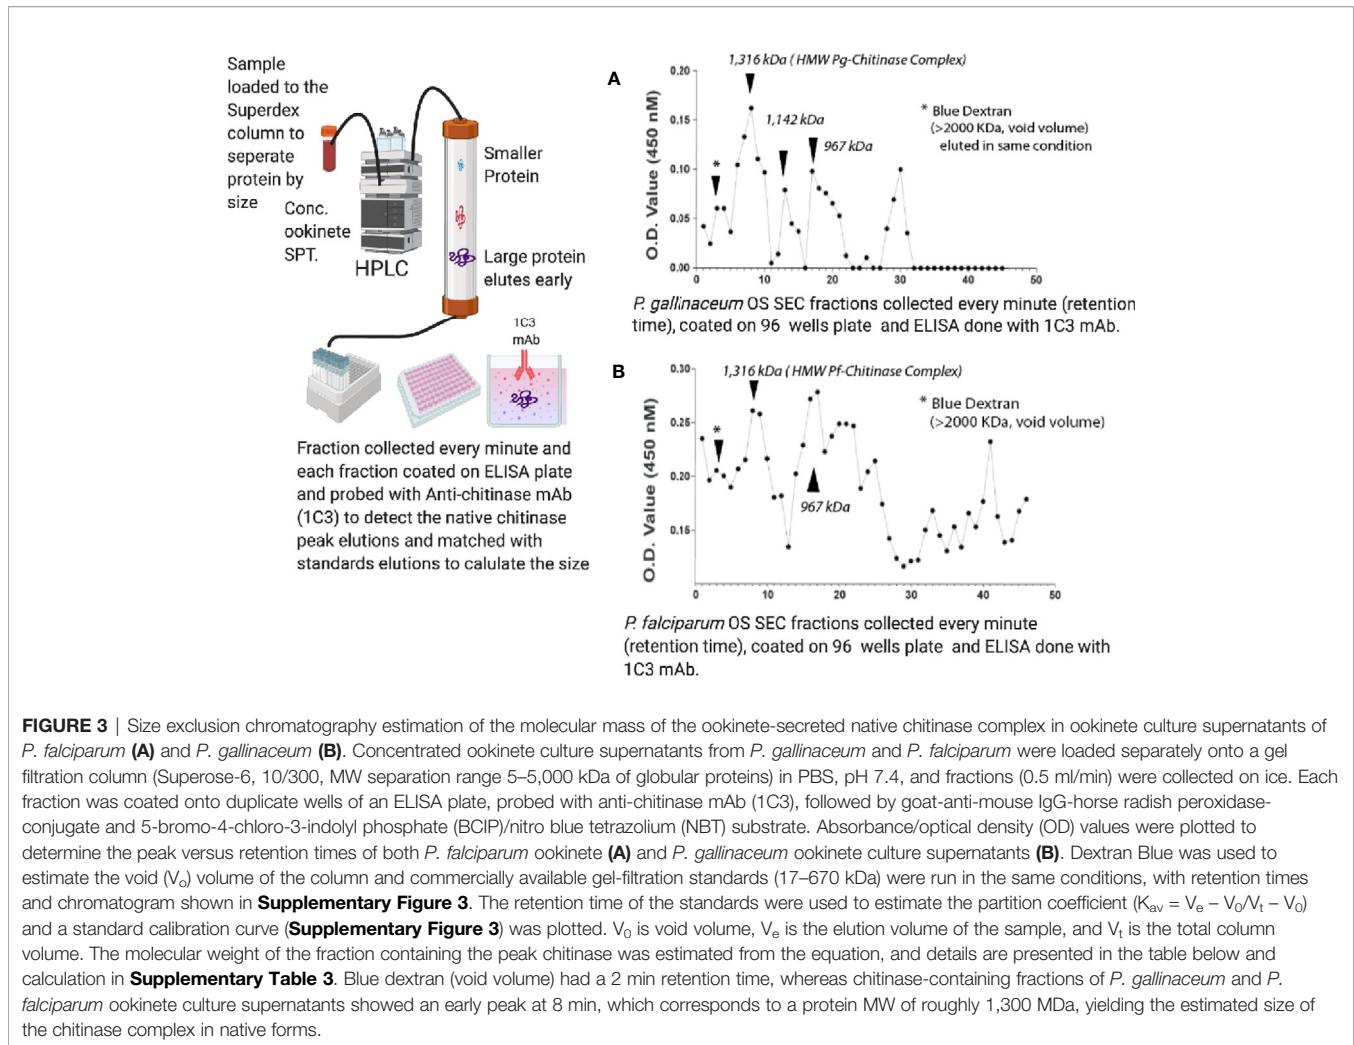 Sample
loaded to the
Superdex
column to
seperate
protein by
size
Conc.
ookinete
SPT.
HPLC
Smaller
Protein
Large protein
elutes early
1C3
mAb
Fraction collected every minute and
each fraction coated on ELISA plate
and probed with Anti-chitinase mAb
(1C3) to detect the native chitinase
peak elutions and matched with
standards elutions to calulate the size
A
1,316 kDa ( HMW Pg-Chitinase Complex)
0.20
0.15
0.10
0.05
0.00
O.D. Value (450 nM)
*
1,142 kDa
967 kDa
* Blue Dextran
(>2000 KDa, void volume)
eluted in same condition
0 10 20 30 40 50
P. gallinaceum OS SEC fractions collected every minute (retention
time), coated on 96 wells plate and ELISA done with 1C3 mAb.
B
1,316 kDa ( HMW Pf-Chitinase Complex)
0.30
0.25
0.20
0.15
O.D. Value (450 nM)
*
967 kDa
* Blue Dextran
(>2000 KDa, void volume)
0 10 20 30 40 50
P. falciparum OS SEC fractions collected every minute
(retention time), coated on 96 wells plate and ELISA done with
1C3 mAb.
FIGURE 3 | Size exclusion chromatography estimation of the molecular mass of the ookinete-secreted native chitinase complex in ookinete culture supernatants of
P. falciparum (A) and P. gallinaceum (B). Concentrated ookinete culture supernatants from P. gallinaceum and P. falciparum were loaded separately onto a gel
filtration column (Superose-6, 10/300, MW separation range 5–5,000 kDa of globular proteins) in PBS, pH 7.4, and fractions (0.5 ml/min) were collected on ice. Each
fraction was coated onto duplicate wells of an ELISA plate, probed with anti-chitinase mAb (1C3), followed by goat-anti-mouse IgG-horse radish peroxidase-
conjugate and 5-bromo-4-chloro-3-indolyl phosphate (BCIP)/nitro blue tetrazolium (NBT) substrate. Absorbance/optical density (OD) values were plotted to
determine the peak versus retention times of both P. falciparum ookinete (A) and P. gallinaceum ookinete culture supernatants (B). Dextran Blue was used to
estimate the void (Vo) volume of the column and commercially available gel-filtration standards (17–670 kDa) were run in the same conditions, with retention times
and chromatogram shown in Supplementary Figure 3. The retention time of the standards were used to estimate the partition coefficient (Kav = Ve – V0/Vt – V0)
and a standard calibration curve (Supplementary Figure 3) was plotted. V0 is void volume, Ve is the elution volume of the sample, and Vt is the total column
volume. The molecular weight of the fraction containing the peak chitinase was estimated from the equation, and details are presented in the table below and
calculation in Supplementary Table 3. Blue dextran (void volume) had a 2 min retention time, whereas chitinase-containing fractions of P. gallinaceum and P.
falciparum ookinete culture supernatants showed an early peak at 8 min, which corresponds to a protein MW of roughly 1,300 MDa, yielding the estimated size of
the chitinase complex in native forms.